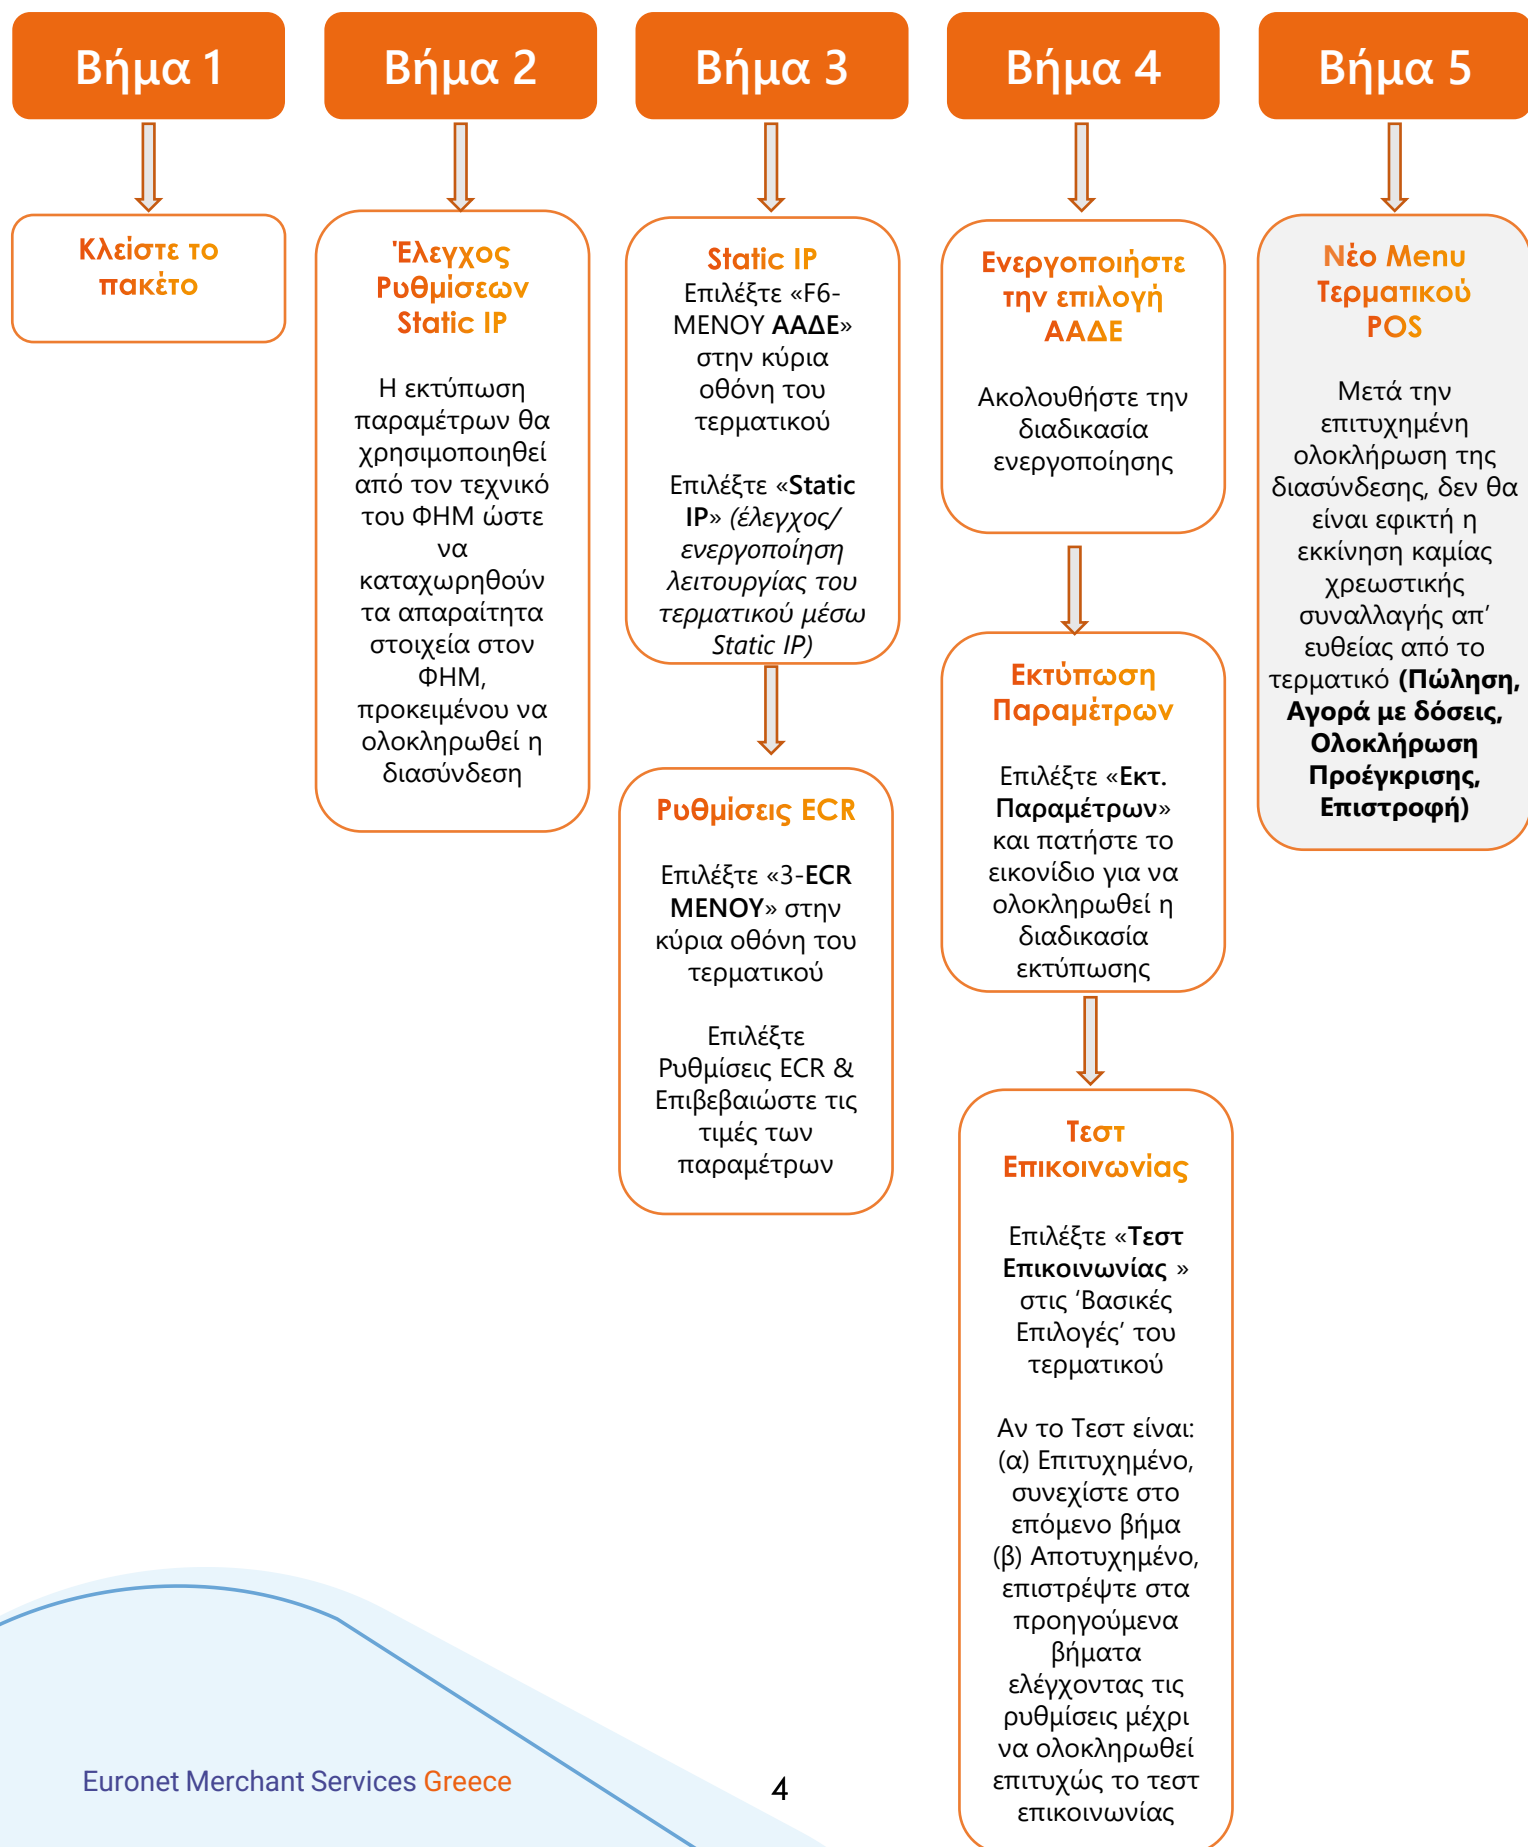 Βήμα 1
Κλείστε το
πακέτο
Βήμα 2
Έλεγχος
Ρυθμίσεων
Static IP
Η εκτύπωση
παραμέτρων θα
χρησιμοποιηθεί
από τον τεχνικό
του ΦΗΜ ώστε
να
καταχωρηθούν
τα απαραίτητα
στοιχεία στον
ΦΗΜ,
προκειμένου να
ολοκληρωθεί η
διασύνδεση
Βήμα 3
Static IP
Επιλέξτε «F6-
ΜΕΝΟΥ ΑΑΔΕ»
στην κύρια
οθόνη του
τερματικού
Επιλέξτε «Static
IP» (έλεγχος/
ενεργοποίηση
λειτουργίας του
τερματικού μέσω
Static IP)
Ρυθμίσεις ECR
Επιλέξτε «3-ECR
ΜΕΝΟΥ» στην
κύρια οθόνη του
τερματικού
Επιλέξτε
Ρυθμίσεις ECR &
Επιβεβαιώστε τις
τιμές των
παραμέτρων
Βήμα 4
Ενεργοποιήστε
την επιλογή
ΑΑΔΕ
Ακολουθήστε την
διαδικασία
ενεργοποίησης
Εκτύπωση
Παραμέτρων
Επιλέξτε «Εκτ.
Παραμέτρων»
και πατήστε το
εικονίδιο για να
ολοκληρωθεί η
διαδικασία
εκτύπωσης
Τεστ
Επικοινωνίας
Επιλέξτε «Τεστ
Επικοινωνίας »
στις ‘Βασικές
Επιλογές’ του
τερματικού
Αν το Τεστ είναι:
(α) Επιτυχημένο,
συνεχίστε στο
επόμενο βήμα
(β) Αποτυχημένο,
επιστρέψτε στα
προηγούμενα
βήματα
ελέγχοντας τις
ρυθμίσεις μέχρι
να ολοκληρωθεί
επιτυχώς το τεστ
επικοινωνίας
Βήμα 5
Νέο Menu
Τερματικού
POS
Μετά την
επιτυχημένη
ολοκλήρωση της
διασύνδεσης, δεν θα
είναι εφικτή η
εκκίνηση καμίας
χρεωστικής
συναλλαγής απ’
ευθείας από το
τερματικό (Πώληση,
Αγορά με δόσεις,
Ολοκλήρωση
Προέγκρισης,
Επιστροφή)
Euronet Merchant Services Greece
4